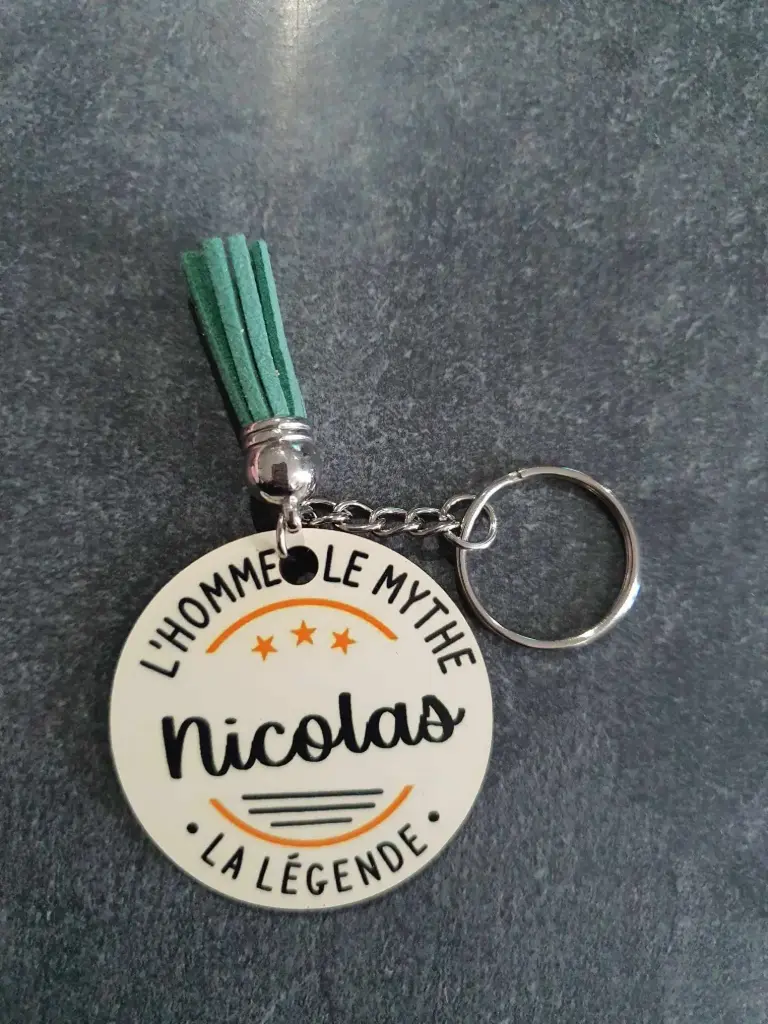 L'HOMME LE MYTHE
Nicolas
• LA LÉGENDE •